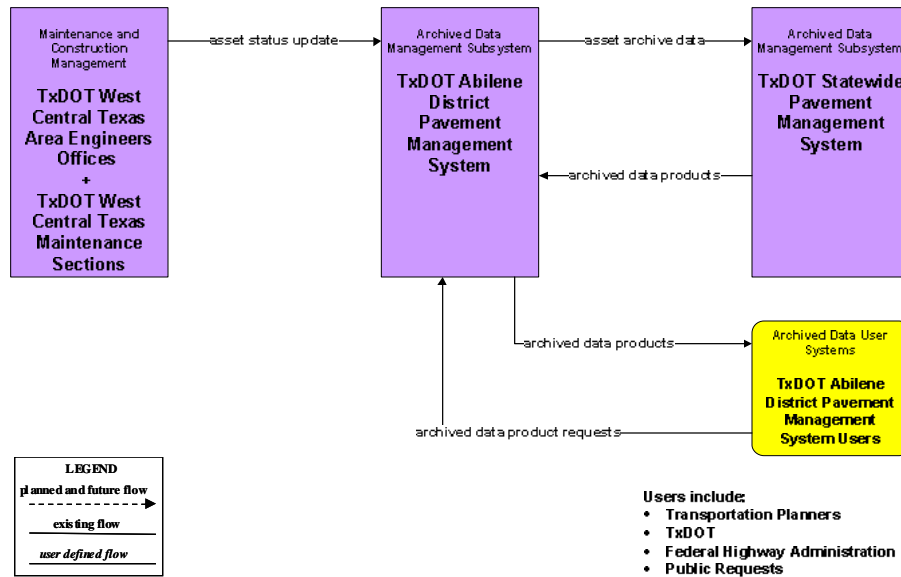 Maintenance and
Construction
Management
TxDOT West
Central Texas
Area Engineers
Offices
+
TxDOT West
Central Texas
Maintenance
Sections
asset status update
Archived Data
Management Subsystem
TxDOT Abilene
District
Pavement
Management
System
asset archive data
archived data products
Archived Data
Management Subsystem
TxDOT Statewide
Pavement
Management
System
archived data products
archived data product requests
Archived Data User
Systems
TxDOT Abilene
District Pavement
Management
System Users
LEGEND
planned and future flow
existing flow
user defined flow
Users include:
• Transportation Planners
• TxDOT
• Federal Highway Administration
• Public Requests